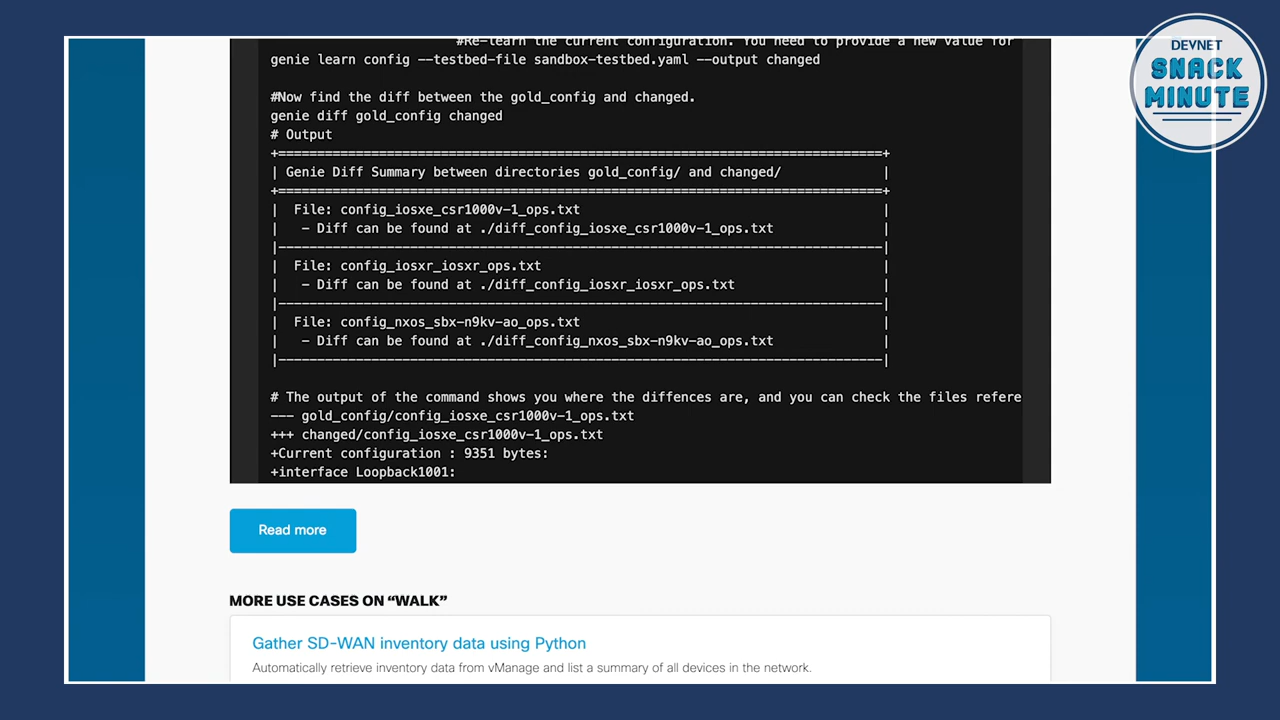 DEVNET
SNACK
MINUTE
#Re-learn the current configuration. You need to provide a new value for
genie learn config --testbed-file sandbox-testbed.yaml --output changed
#Now find the diff between the gold_config and changed.
genie diff gold_config changed
# Output
+==============================================================================+
| Genie Diff Summary between directories gold_config/ and changed/ |
+==============================================================================+
| File: config_iosxe_csr1000v-1_ops.txt |
| - Diff can be found at ./diff_config_iosxe_csr1000v-1_ops.txt |
|------------------------------------------------------------------------------|
| File: config_iosxr_iosxr_ops.txt |
| - Diff can be found at ./diff_config_iosxr_iosxr_ops.txt |
|------------------------------------------------------------------------------|
| File: config_nxos_sbx-n9kv-ao_ops.txt |
| - Diff can be found at ./diff_config_nxos_sbx-n9kv-ao_ops.txt |
|------------------------------------------------------------------------------|
# The output of the command shows you where the diffences are, and you can check the files refere
--- gold_config/config_iosxe_csr1000v-1_ops.txt
+++ changed/config_iosxe_csr1000v-1_ops.txt
+Current configuration : 9351 bytes:
+interface Loopback1001:
Read more
MORE USE CASES ON “WALK”
Gather SD-WAN inventory data using Python
Automatically retrieve inventory data from vManage and list a summary of all devices in the network.